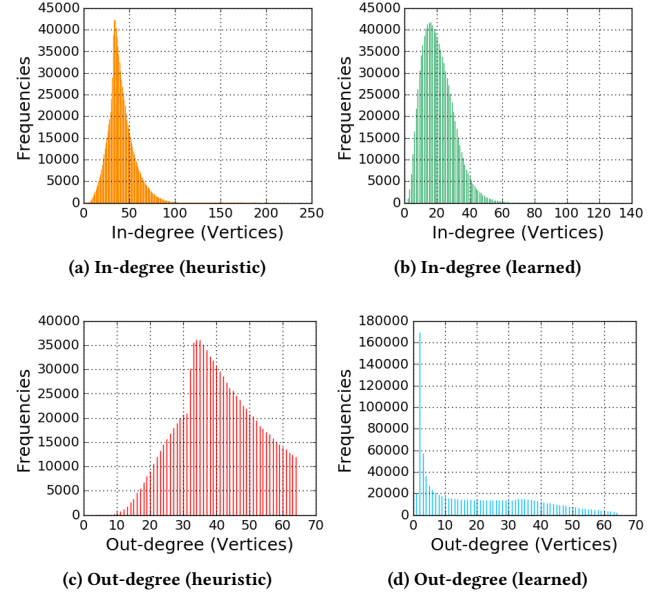 45000
40000
35000
30000
25000
20000
15000
10000
5000
0
Frequencies
0 50 100 150 200 250
In-degree (Vertices)
(a) In-degree (heuristic)
45000
40000
35000
30000
25000
20000
15000
10000
5000
0
Frequencies
0 20 40 60 80 100 120 140
In-degree (Vertices)
(b) In-degree (learned)
40000
35000
30000
25000
20000
15000
10000
5000
0
Frequencies
0 10 20 30 40 50 60 70
Out-degree (Vertices)
(c) Out-degree (heuristic)
180000
160000
140000
120000
100000
80000
60000
40000
20000
0
Frequencies
0 10 20 30 40 50 60 70
Out-degree (Vertices)
(d) Out-degree (learned)